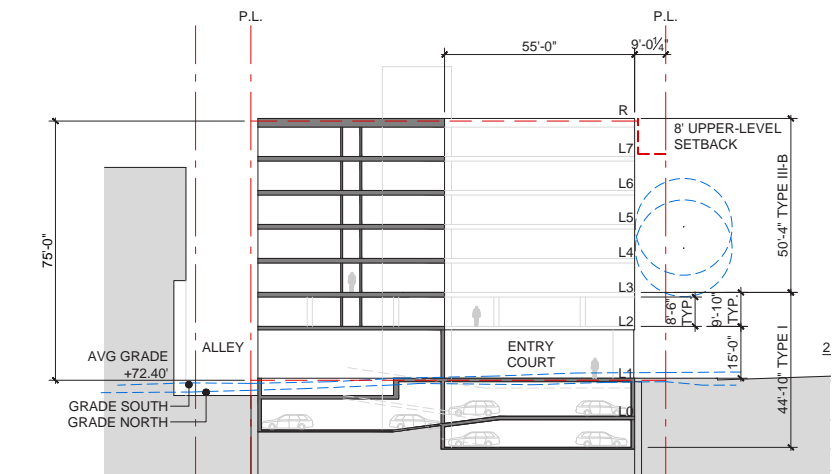 P.L.
P.L.
55'-0"
9'-0¼"
R
8' UPPER-LEVEL
SETBACK
L7
L6
L5
L4
L3
L2
L1
L0
50'-4" TYPE III-B
75'-0"
8'-6"
TYP.
9'-10"
TYP.
15'-0"
44'-10" TYPE I
ALLEY
ENTRY
COURT
AVG GRADE
+72.40'
GRADE SOUTH
GRADE NORTH
2